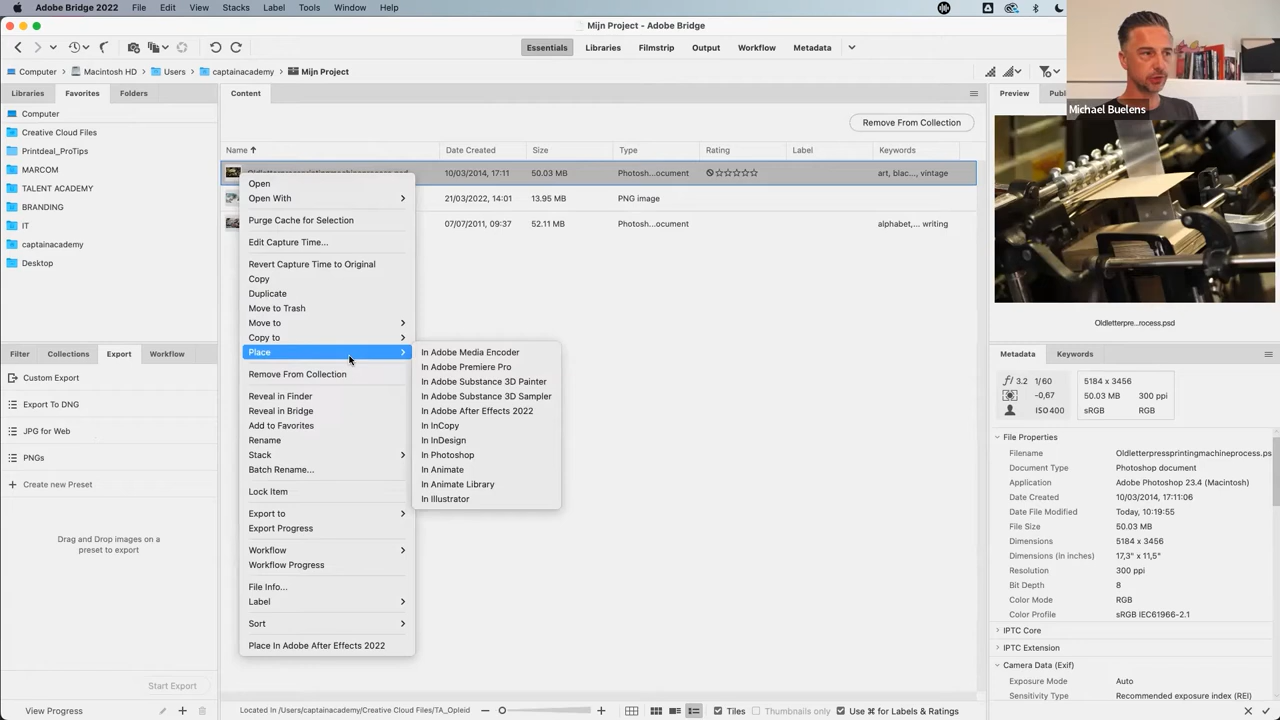 Adobe Bridge 2022 File Edit View Stacks Label Tools Window Help
Mijn Project - Adobe Bridge
Essentials Libraries Filmstrip Output Workflow Metadata
Computer Macintosh HD Users captainacademy Mijn Project
Michael Buelens
Libraries Favorites Folders
Content
Preview
Remove From Collection
Computer
Creative Cloud Files
Printdeal_ProTips
MARCOM
TALENT ACADEMY
BRANDING
IT
captainacademy
Desktop
Name Date Created Size Type Rating Label Keywords
10/03/2014, 17:11 50.03 MB Photosh...ocument art, blac..., vintage
21/03/2022, 14:01 13.95 MB PNG image
07/07/2011, 09:37 52.11 MB Photosh...ocument alphabet,... writing
Open
Open With
Purge Cache for Selection
Edit Capture Time...
Revert Capture Time to Original
Copy
Duplicate
Move to Trash
Move to
Copy to
Place
Remove From Collection
Reveal in Finder
Reveal in Bridge
Add to Favorites
Rename
Stack
Batch Rename...
Lock Item
Export to
Export Progress
Workflow
Workflow Progress
File Info...
Label
Sort
Place In Adobe After Effects 2022
In Adobe Media Encoder
In Adobe Premiere Pro
In Adobe Substance 3D Painter
In Adobe Substance 3D Sampler
In Adobe After Effects 2022
In InCopy
In InDesign
In Photoshop
In Animate
In Animate Library
In Illustrator
Filter Collections Export Workflow
Custom Export
Export To DNG
JPG for Web
PNGs
Create new Preset
Drag and Drop images on a
preset to export
Start Export
View Progress
Located In /Users/captainacademy/Creative Cloud Files/TA_Opleid
Tiles Thumbnails only Use ⌘ for Labels & Ratings
Oldletterpre...rocess.psd
Metadata Keywords
f/ 3.2 1/60
-0,67
ISO400
5184 x 3456
50.03 MB 300 ppi
sRGB RGB
File Properties
Filename Oldletterpressprintingmachineprocess.ps
Document Type Photoshop document
Application Adobe Photoshop 23.4 (Macintosh)
Date Created 10/03/2014, 17:11:06
Date File Modified Today, 10:19:55
File Size 50.03 MB
Dimensions 5184 x 3456
Dimensions (in inches) 17,3" x 11,5"
Resolution 300 ppi
Bit Depth 8
Color Mode RGB
Color Profile sRGB IEC61966-2.1
IPTC Core
IPTC Extension
Camera Data (Exif)
Exposure Mode Auto
Sensitivity Type Recommended exposure index (REI)